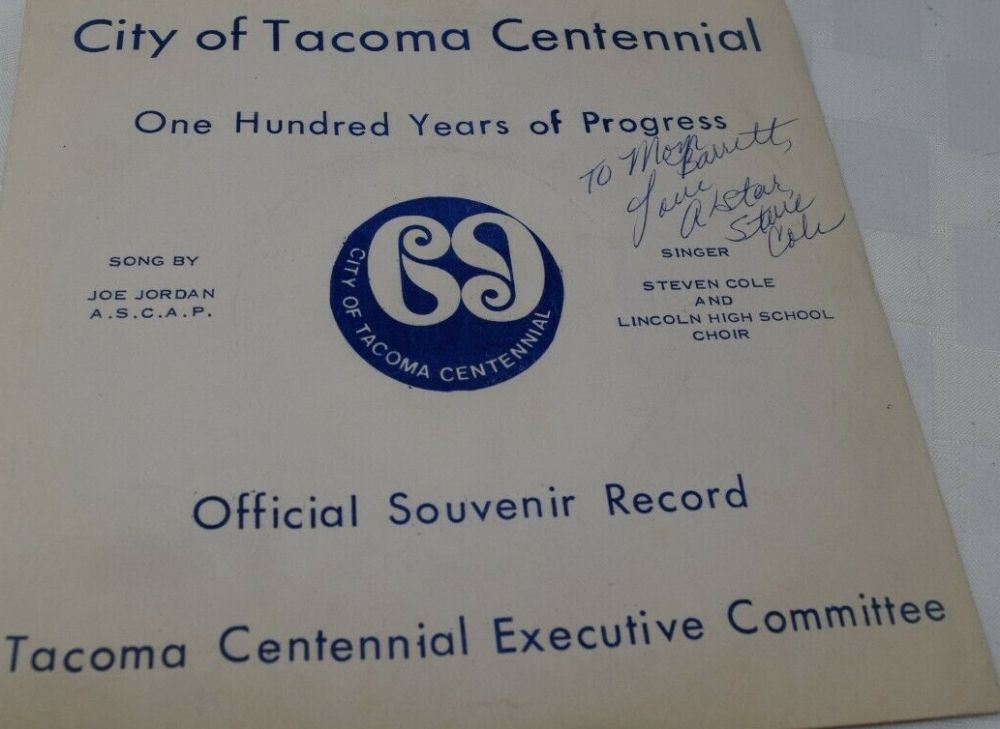 City of Tacoma Centennial
One Hundred Years of Progress
To Mom
Barrett,
Love
A Star,
Steve
Cole
SONG BY
JOE JORDAN
A.S.C.A.P.
69
CITY OF TACOMA CENTENNIAL
SINGER
STEVEN COLE
AND
LINCOLN HIGH SCHOOL
CHOIR
Official Souvenir Record
Tacoma Centennial Executive Committee